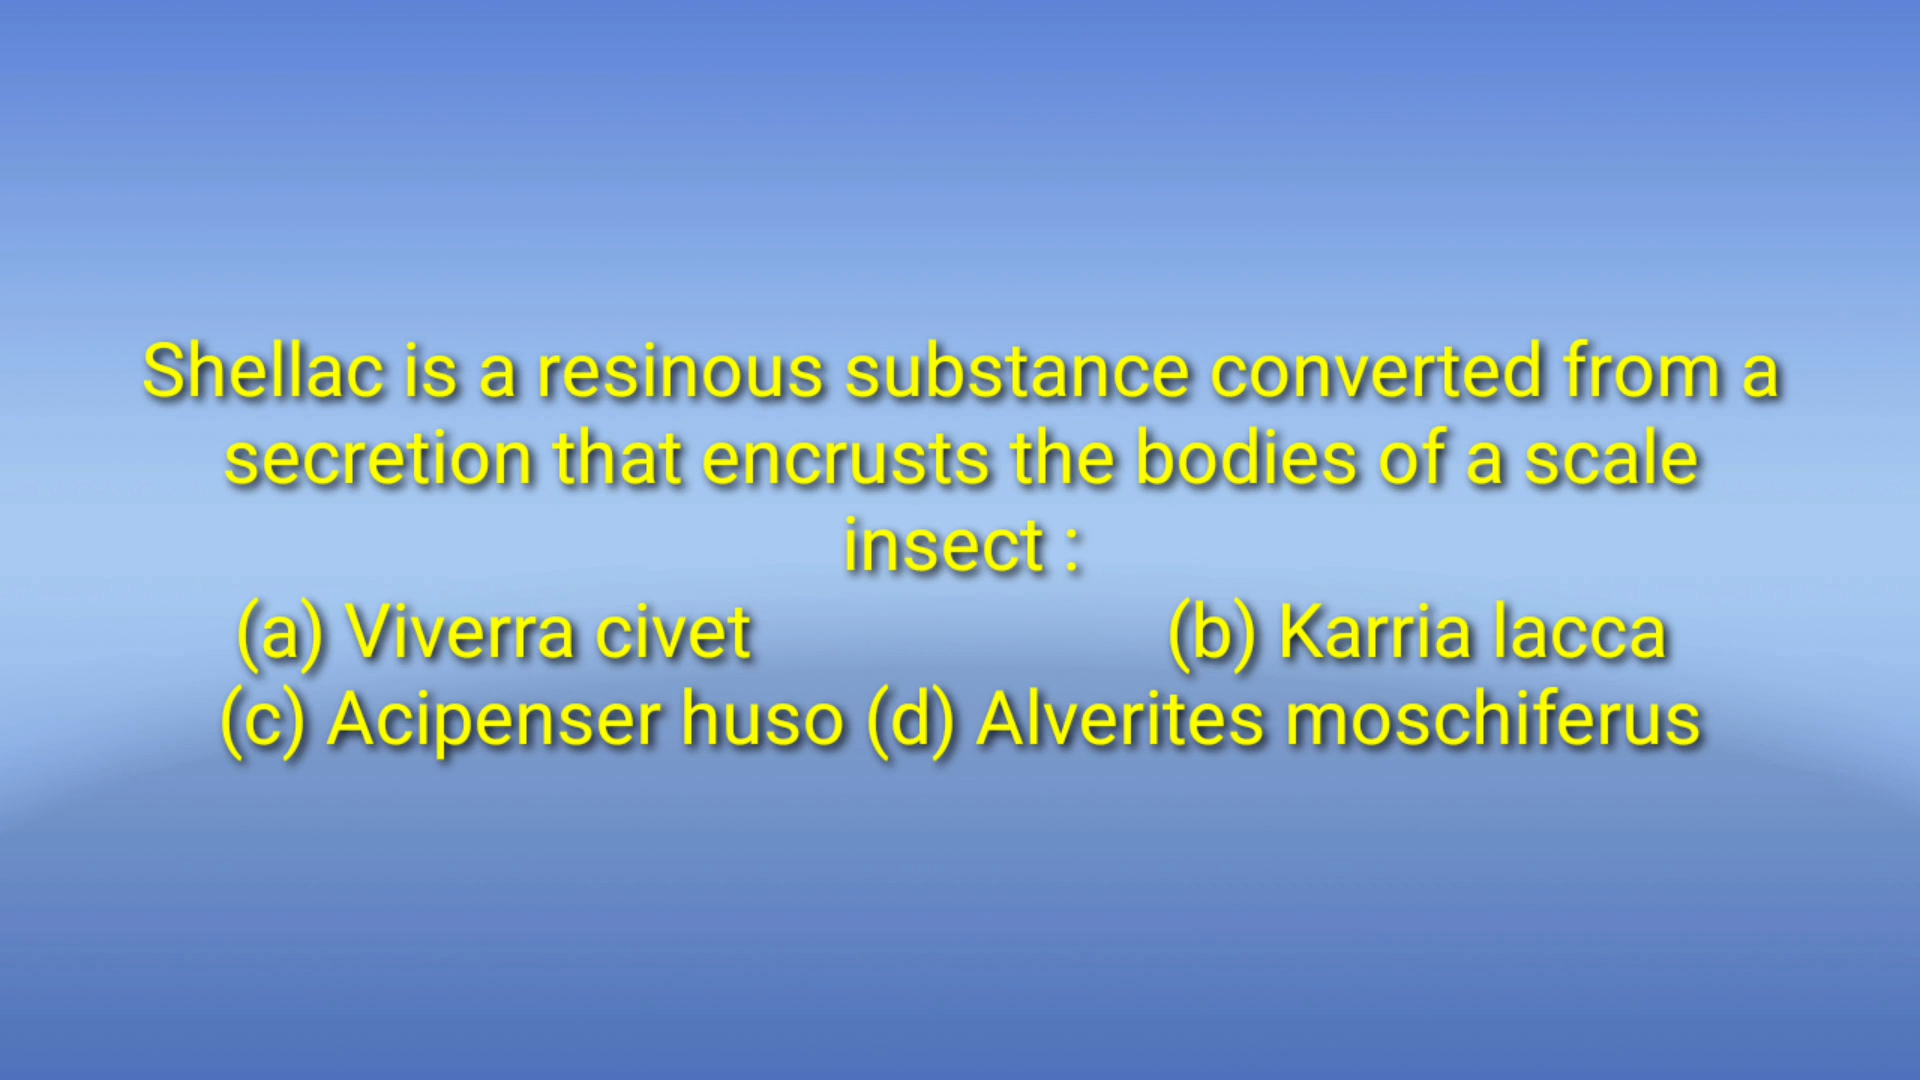 Shellac is a resinous substance converted from a
secretion that encrusts the bodies of a scale
insect :
(a) Viverra civet (b) Karria lacca
(c) Acipenser huso (d) Alverites moschiferus